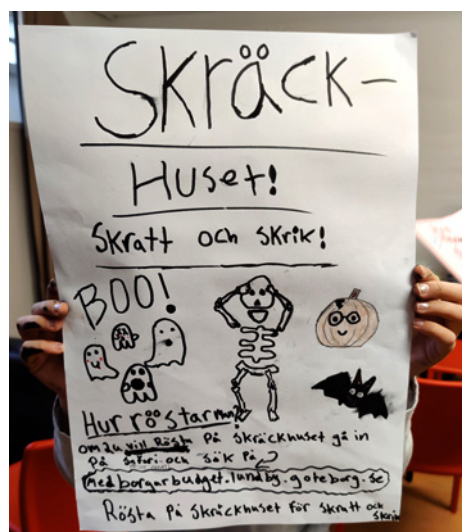 SKRÄCK-
HUSet!
SKRatt och SKRik!
BOO!
Hur röstar man?
om du vill Rösta på skräckhuset gå in
på safari och sök på
medborgarbudget.lundby.goteborg.se
Rösta på skräckhuset för skratt och skrik